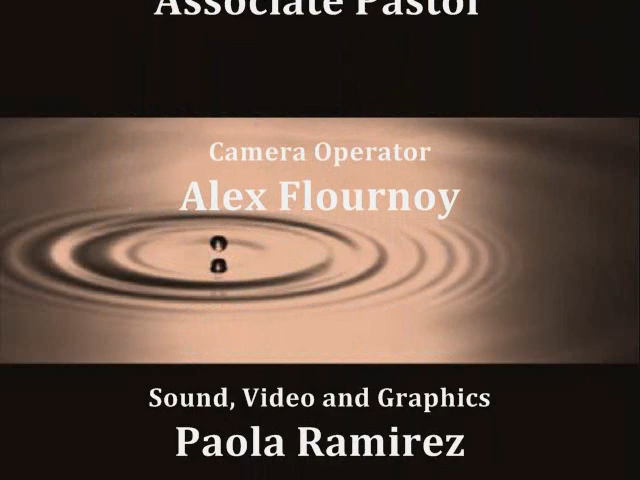 Associate Pastor
Camera Operator
Alex Flournoy
Sound, Video and Graphics
Paola Ramirez